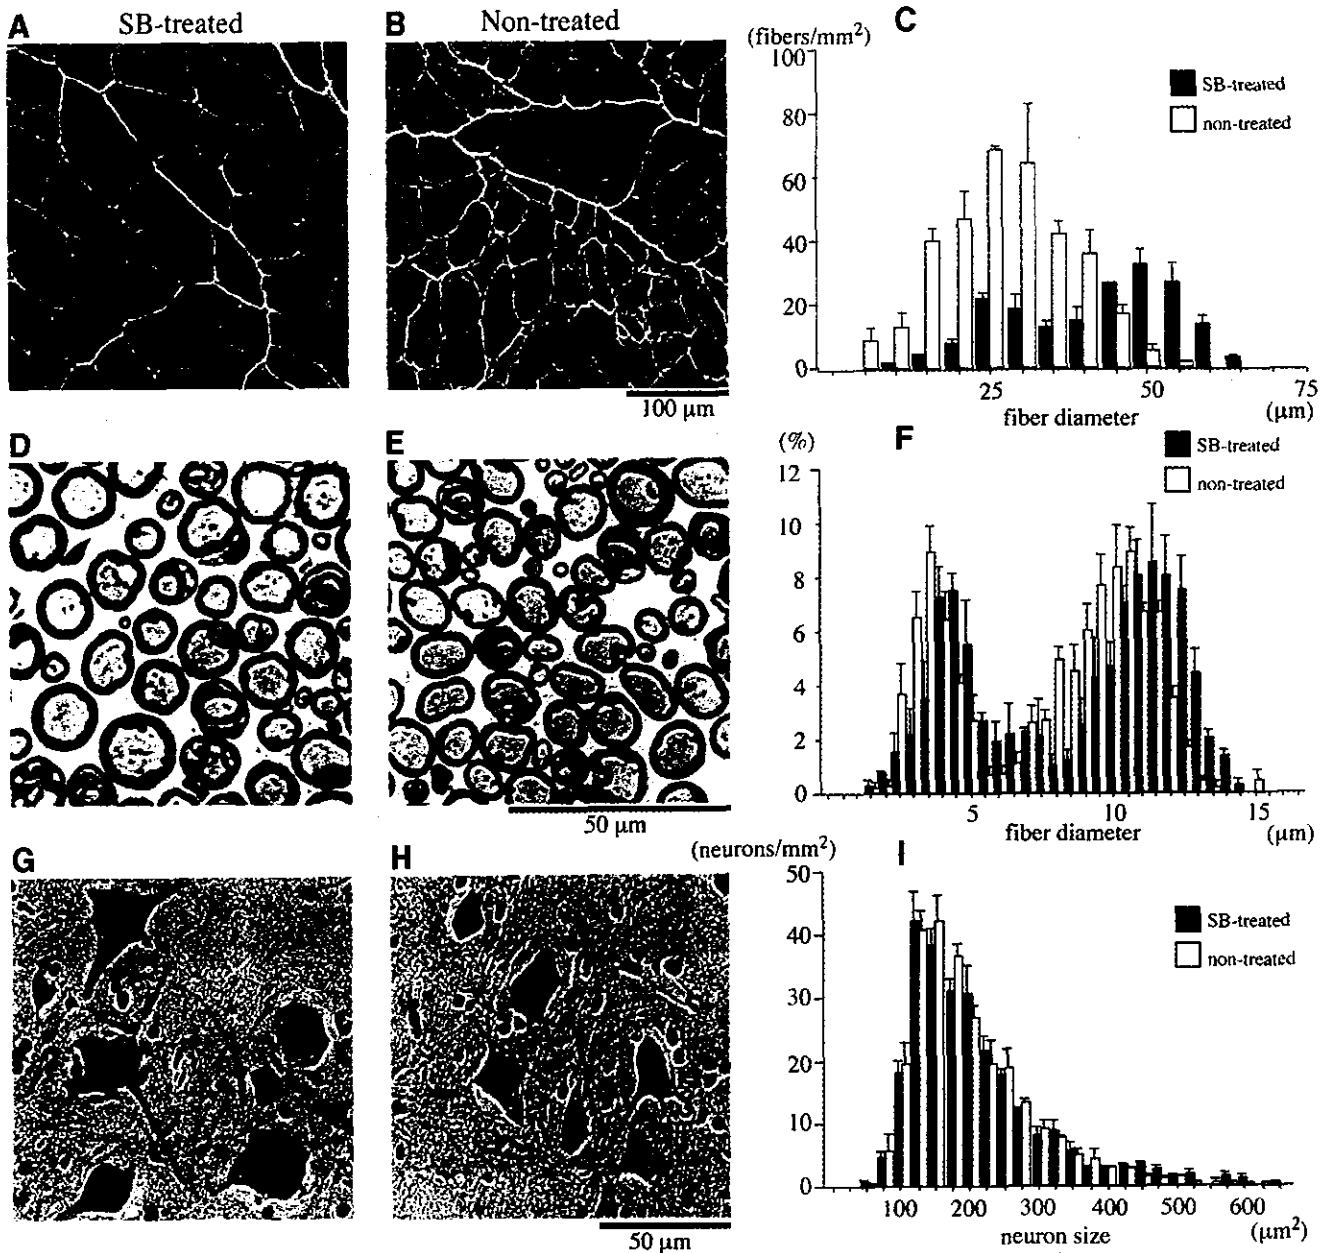 A SB-treated
B Non-treated
100 μm
C
(fibers/mm²)
100
80
60
40
20
0
25
50
75
fiber diameter
(μm)
SB-treated
non-treated
D
E
50 μm
F
(%)
12
10
8
6
4
2
0
5
10
15
fiber diameter
(μm)
SB-treated
non-treated
G
H
50 μm
I
(neurons/mm²)
50
40
30
20
10
0
100
200
300
400
500
600
neuron size
(μm²)
SB-treated
non-treated